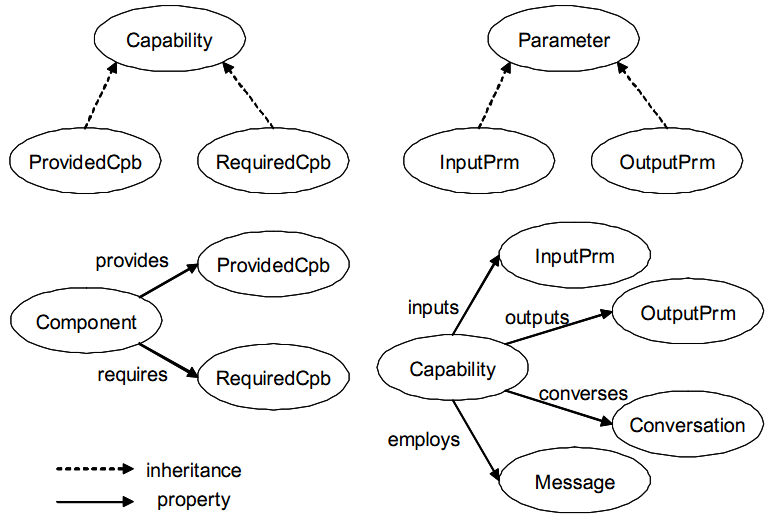 Capability
Parameter
ProvidedCpb
RequiredCpb
InputPrm
OutputPrm
provides
ProvidedCpb
Component
requires
RequiredCpb
InputPrm
inputs
outputs
OutputPrm
Capability
converses
Conversation
employs
Message
inheritance
property